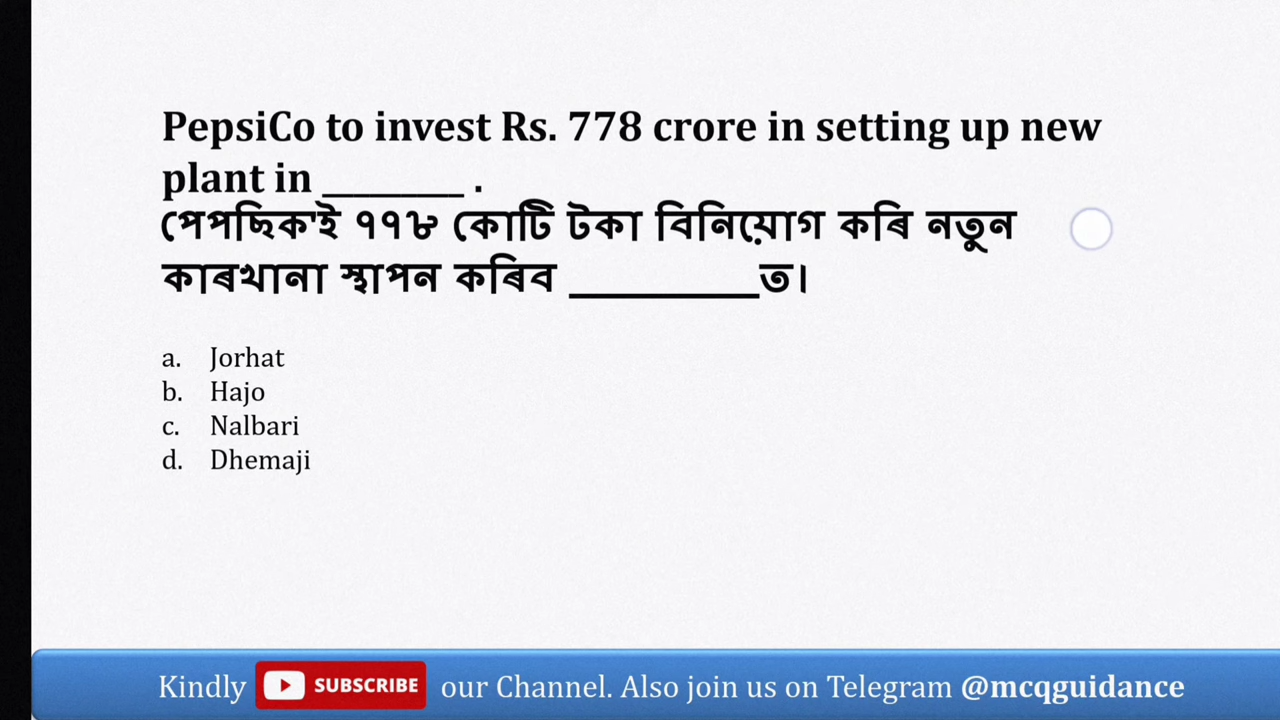 PepsiCo to invest Rs. 778 crore in setting up new
plant in _________ .
পেপছিক'ই ৭৭৮ কোটি টকা বিনিয়োগ কৰি নতুন
কাৰখানা স্থাপন কৰিব __________ত।
a. Jorhat
b. Hajo
c. Nalbari
d. Dhemaji
Kindly SUBSCRIBE our Channel. Also join us on Telegram @mcqguidance